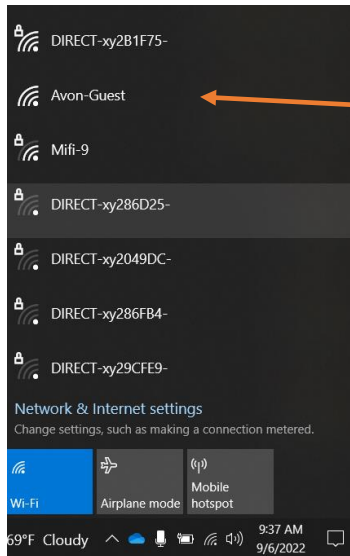 DIRECT-xy2B1F75-
Avon-Guest
Mifi-9
DIRECT-xy286D25-
DIRECT-xy2049DC-
DIRECT-xy286FB4-
DIRECT-xy29CFE9-
Network & Internet settings
Change settings, such as making a connection metered.
Wi-Fi
Airplane mode
Mobile
hotspot
69°F Cloudy
9:37 AM
9/6/2022